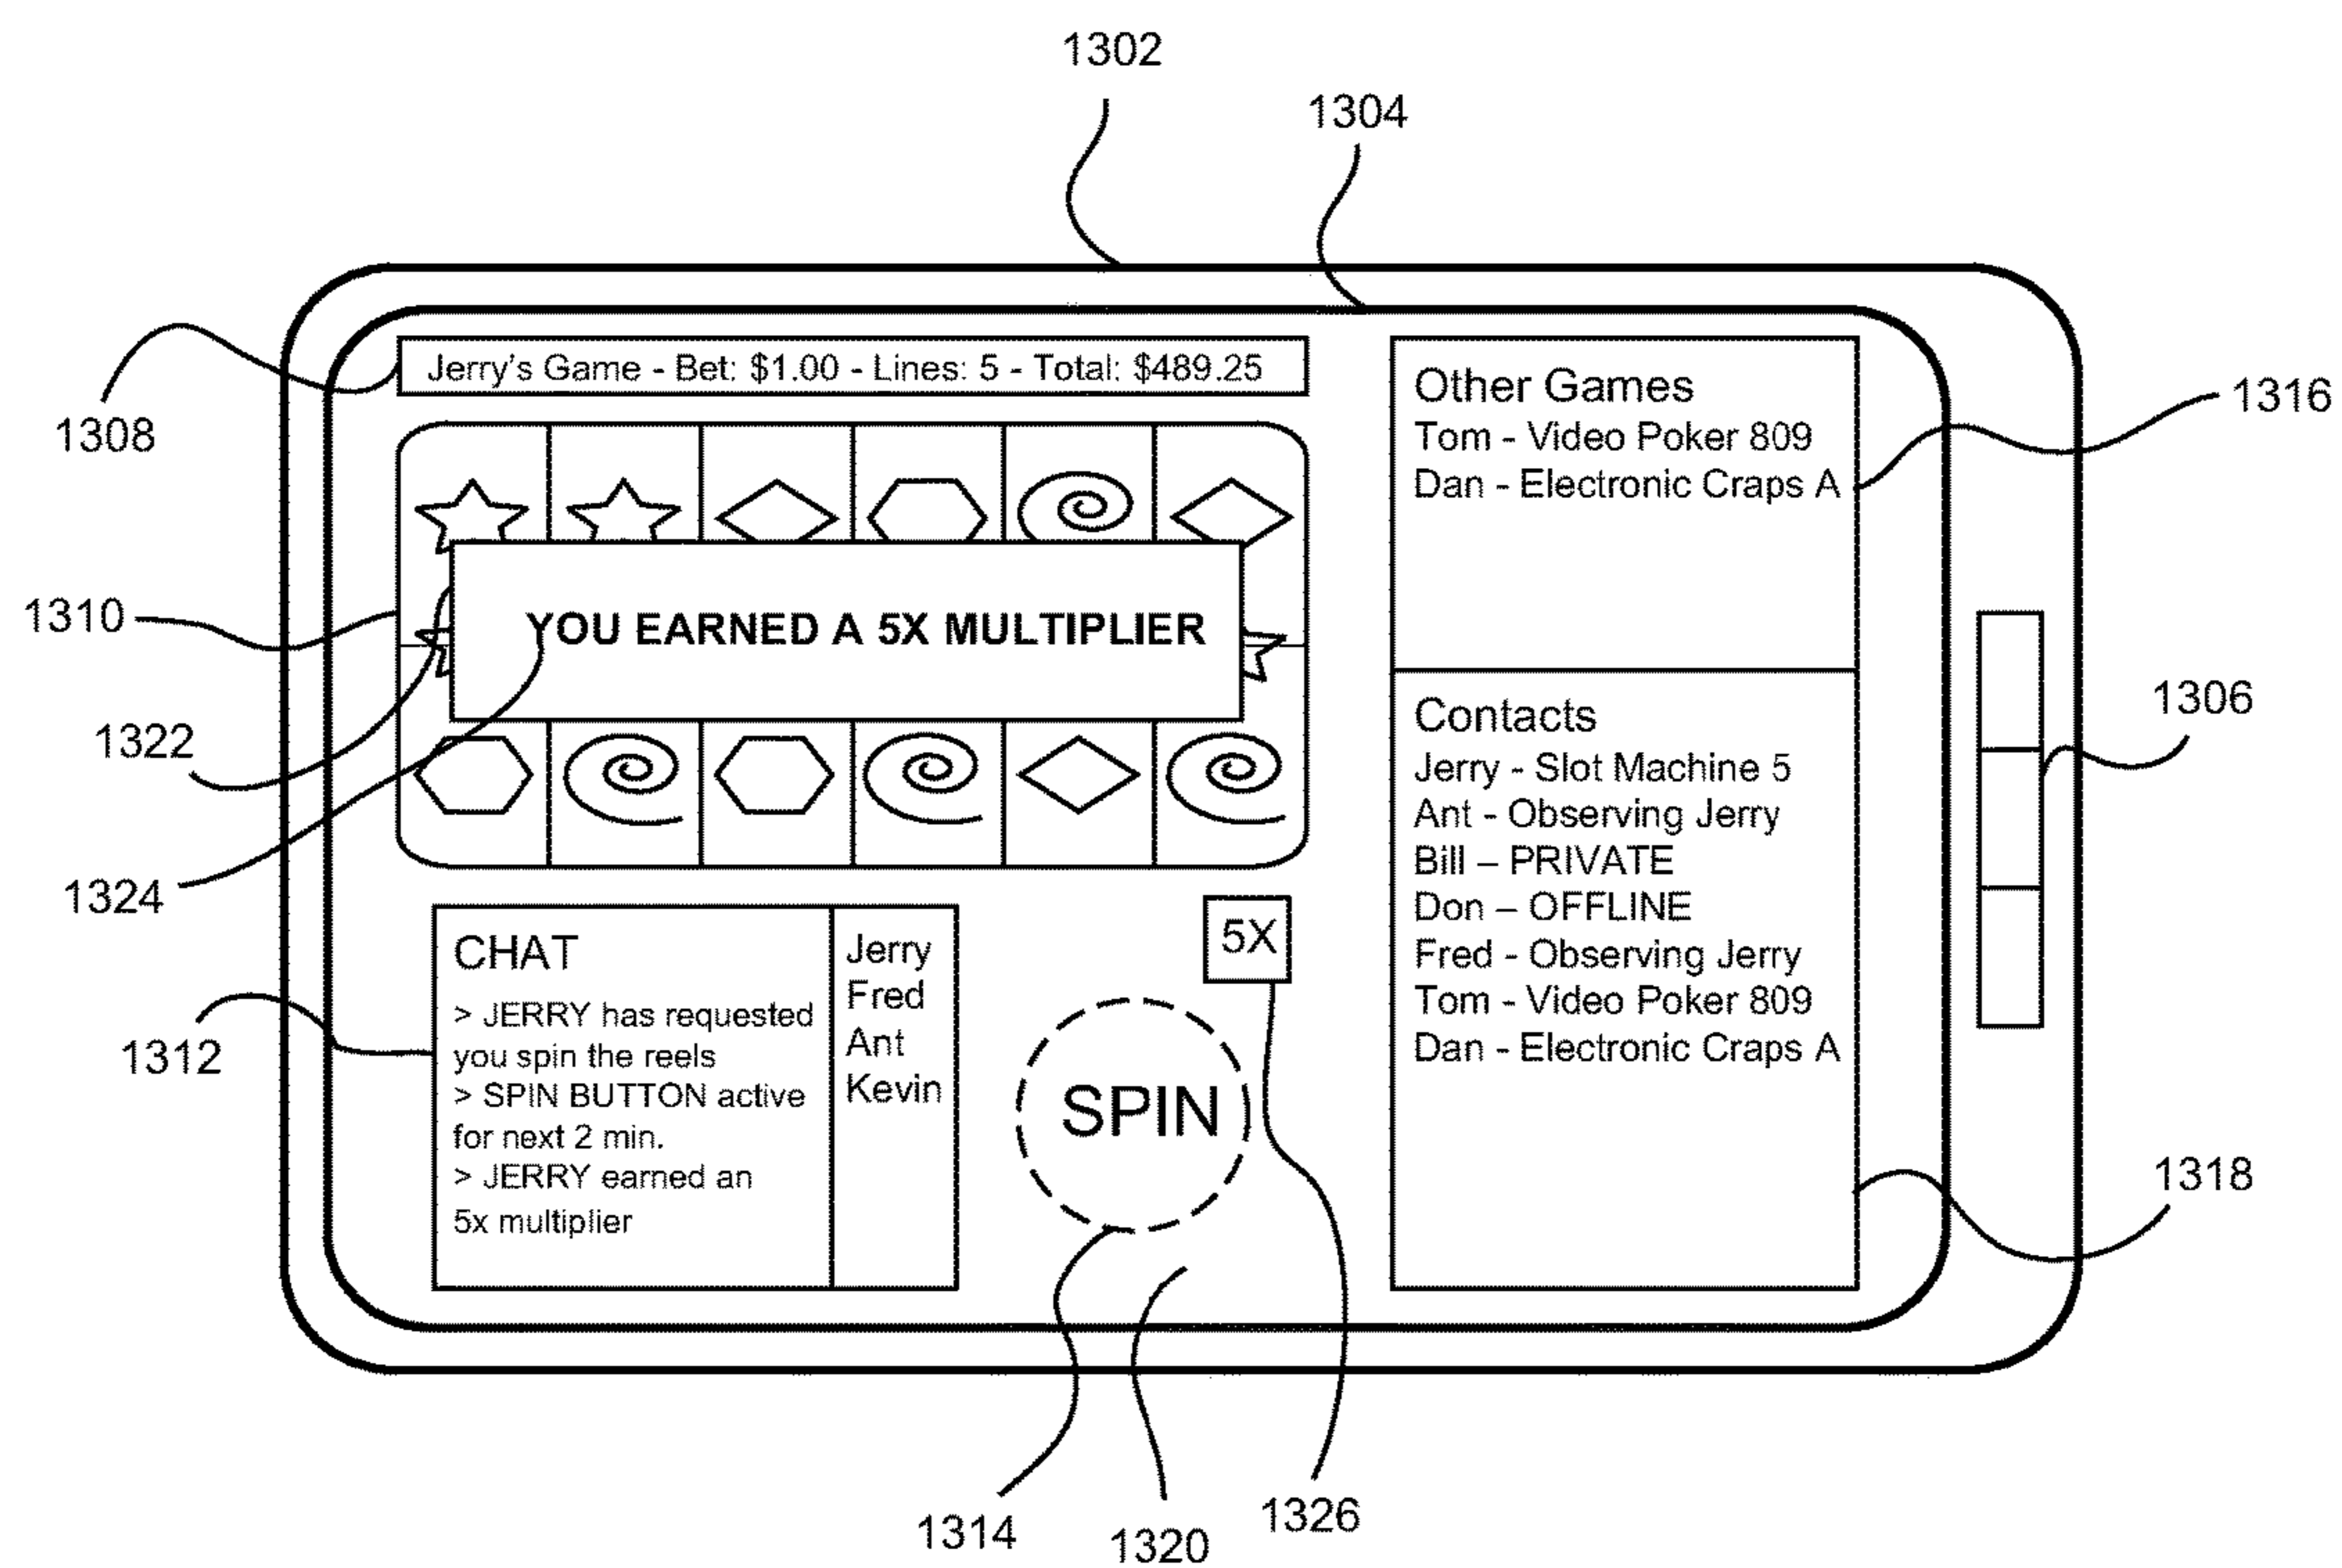 1302
1304
Jerry's Game - Bet: $1.00 - Lines: 5 - Total: $489.25
1308
Other Games
Tom - Video Poker 809
Dan - Electronic Craps A
1316
1310
YOU EARNED A 5X MULTIPLIER
1322
1324
Contacts
Jerry - Slot Machine 5
Ant - Observing Jerry
Bill – PRIVATE
Don – OFFLINE
Fred - Observing Jerry
Tom - Video Poker 809
Dan - Electronic Craps A
1306
CHAT
> JERRY has requested
you spin the reels
> SPIN BUTTON active
for next 2 min.
> JERRY earned an
5x multiplier
Jerry
Fred
Ant
Kevin
1312
5X
SPIN
1318
1314
1320
1326